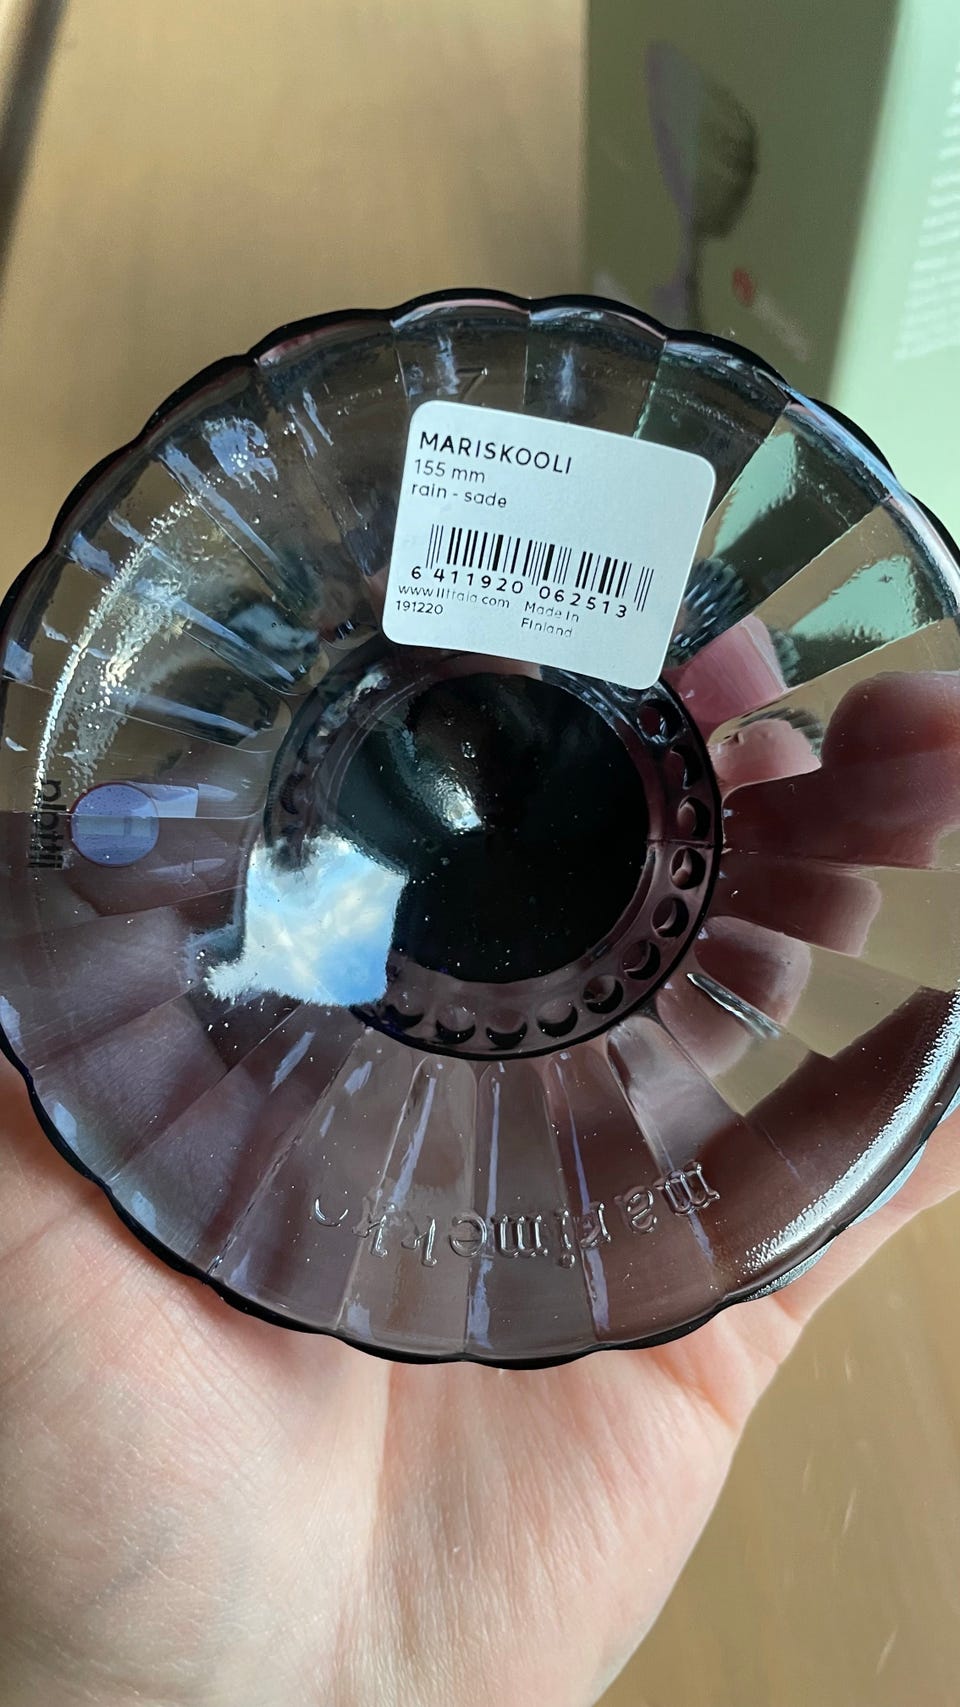 MARISKOOLI
155 mm
rain - sade
6 411920 062513
www.iittala.com
191220
Made in
Finland
iittala
marimekko